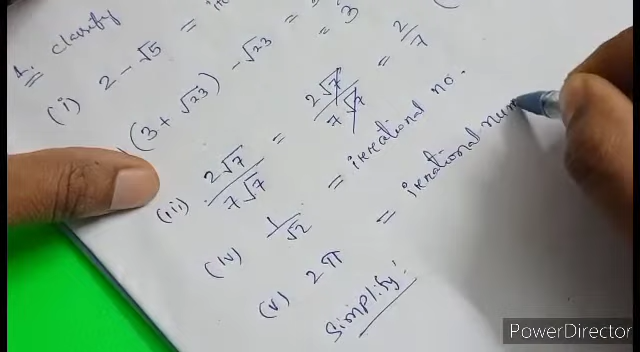 1. Classify
(i) 2 - √5 =
(3 + √23) - √23 = 3
(iii) 2√7 / 7√7 = 2√7 / 7√7 = 2/7
(iv) 1/√2 = irrational no.
(v) 2π = irrational num
Simplify:
PowerDirector